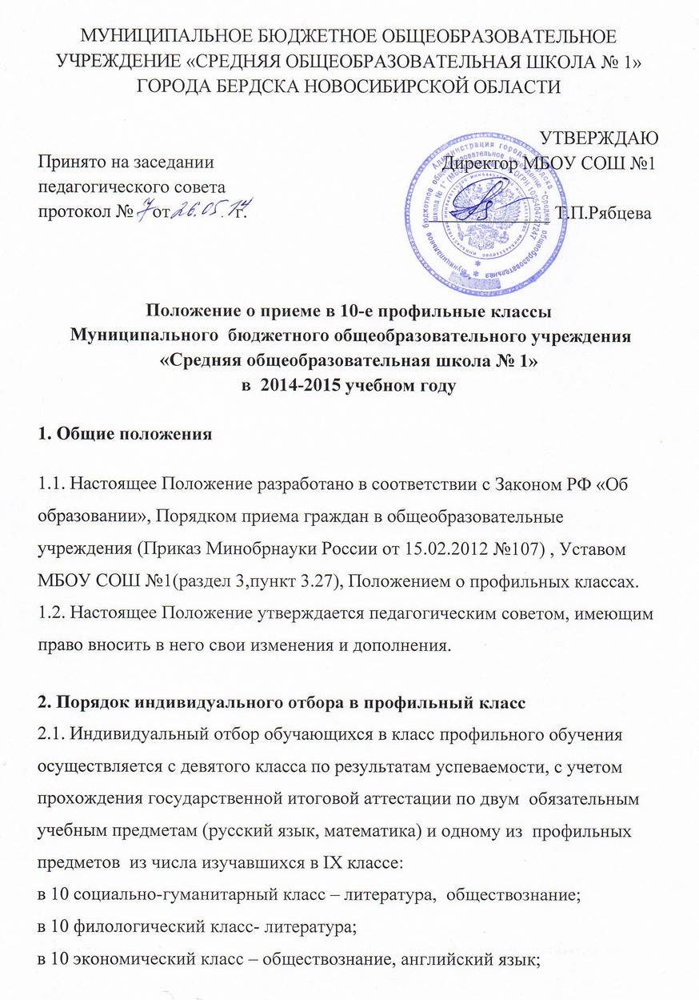 МУНИЦИПАЛЬНОЕ БЮДЖЕТНОЕ ОБЩЕОБРАЗОВАТЕЛЬНОЕ
УЧРЕЖДЕНИЕ «СРЕДНЯЯ ОБЩЕОБРАЗОВАТЕЛЬНАЯ ШКОЛА № 1»
ГОРОДА БЕРДСКА НОВОСИБИРСКОЙ ОБЛАСТИ
УТВЕРЖДАЮ
Принято на заседании Директор МБОУ СОШ №1
педагогического совета
протокол № 7 от 26.05.14 г. Т.П.Рябцева
Положение о приеме в 10-е профильные классы
Муниципального бюджетного общеобразовательного учреждения
«Средняя общеобразовательная школа № 1»
в 2014-2015 учебном году
1. Общие положения
1.1. Настоящее Положение разработано в соответствии с Законом РФ «Об
образовании», Порядком приема граждан в общеобразовательные
учреждения (Приказ Минобрнауки России от 15.02.2012 №107) , Уставом
МБОУ СОШ №1(раздел 3,пункт 3.27), Положением о профильных классах.
1.2. Настоящее Положение утверждается педагогическим советом, имеющим
право вносить в него свои изменения и дополнения.
2. Порядок индивидуального отбора в профильный класс
2.1. Индивидуальный отбор обучающихся в класс профильного обучения
осуществляется с девятого класса по результатам успеваемости, с учетом
прохождения государственной итоговой аттестации по двум обязательным
учебным предметам (русский язык, математика) и одному из профильных
предметов из числа изучавшихся в IX классе:
в 10 социально-гуманитарный класс – литература, обществознание;
в 10 филологический класс- литература;
в 10 экономический класс – обществознание, английский язык;